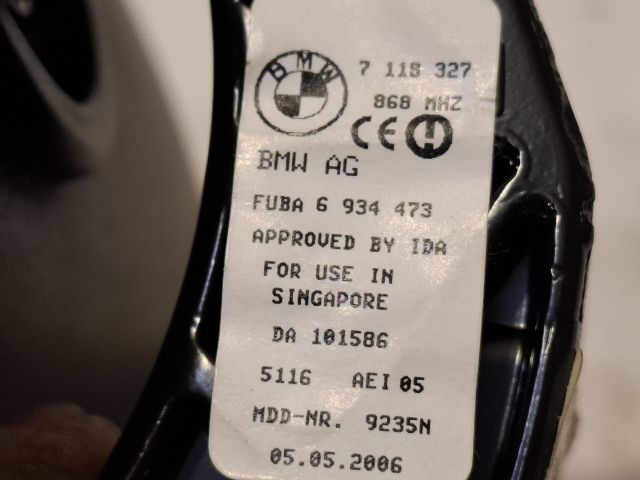 BMW
7 118 327
868 MHZ
CE
BMW AG
FUBA 6 934 473
APPROVED BY IDA
FOR USE IN
SINGAPORE
DA 101586
5116 AEI 05
MDD-NR. 9235N
05.05.2006